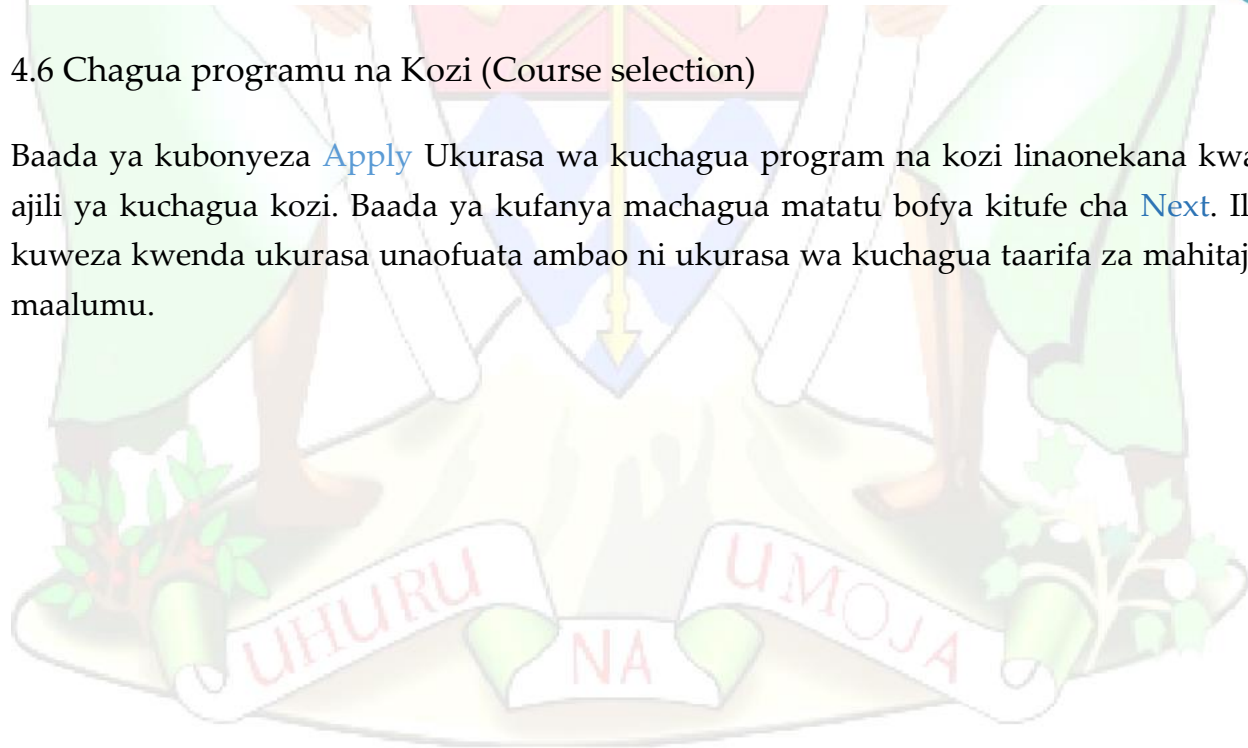 4.6 Chagua programu na Kozi (Course selection)
Baada ya kubonyeza Apply Ukurasa wa kuchagua program na kozi linaonekana kwa
ajili ya kuchagua kozi. Baada ya kufanya machagua matatu bofya kitufe cha Next. Il
kuweza kwenda ukurasa unaofuata ambao ni ukurasa wa kuchagua taarifa za mahitaj
maalumu.
UHURU NA UMOJA